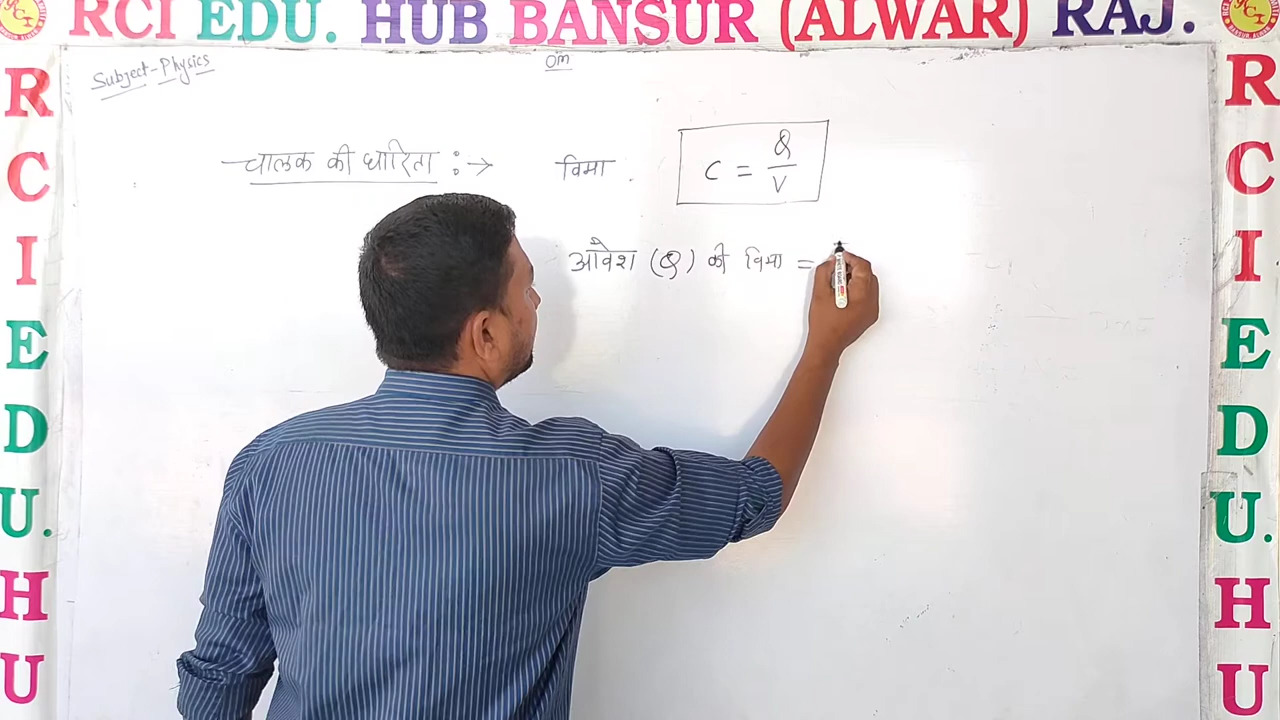 RCI EDU. HUB BANSUR (ALWAR) RAJ.
Subject-Physics
Om
चालक की धारिता :→ विमा. C = Q/V
आवेश (Q) की विमा =
R C I E D U. H U
R C I E D U. H U